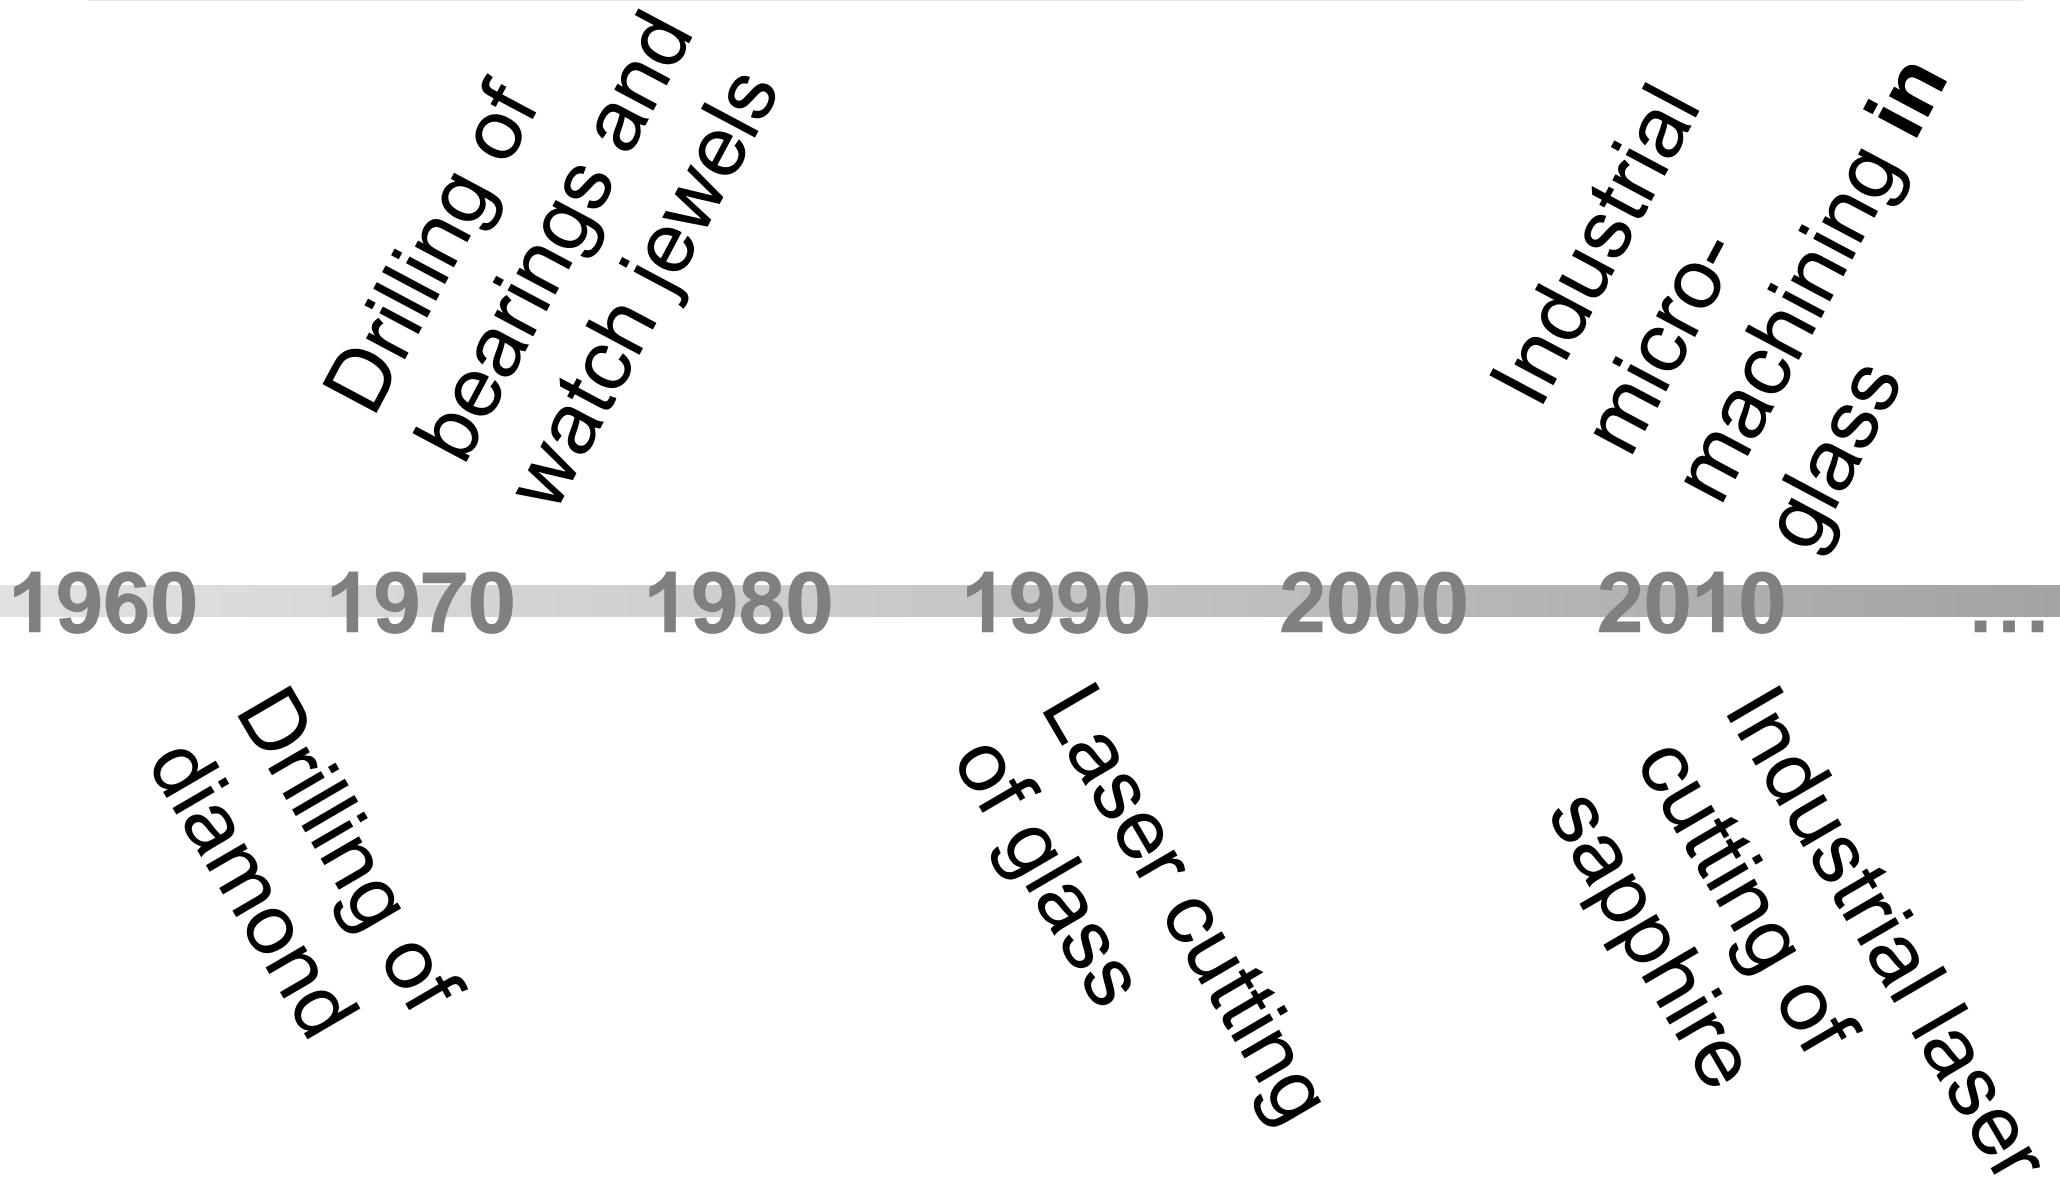 Drilling of
bearings and
watch jewels
Industrial
micro-
machining in
glass
1960 1970 1980 1990 2000 2010 ...
Drilling of
diamond
Laser cutting
of glass
Industrial laser
cutting of
sapphire